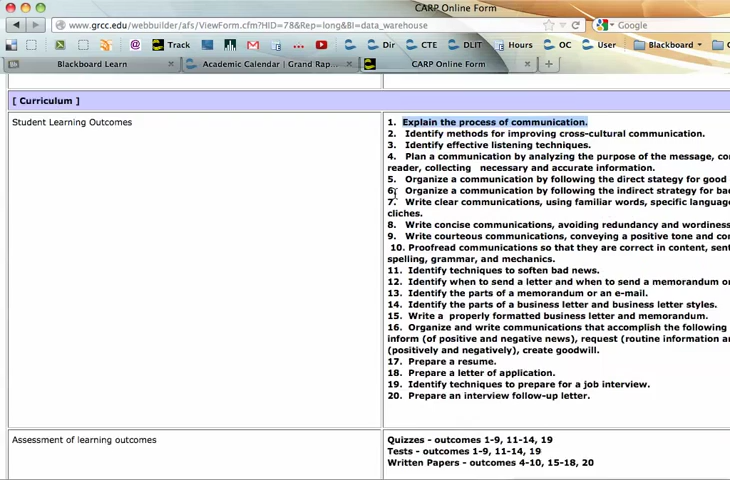 CARP Online Form
www.grcc.edu/webbuilder/afs/ViewForm.cfm?HID=78&Rep=long&BI=data_warehouse
Google
Track
Dir
CTE
DLIT
Hours
OC
User
Blackboard
Blackboard Learn
Academic Calendar | Grand Rap...
CARP Online Form
[ Curriculum ]
Student Learning Outcomes
1. Explain the process of communication.
2. Identify methods for improving cross-cultural communication.
3. Identify effective listening techniques.
4. Plan a communication by analyzing the purpose of the message,
reader, collecting necessary and accurate information.
5. Organize a communication by following the direct stategy for good
6. Organize a communication by following the indirect strategy for
7. Write clear communications, using familiar words, specific
cliches.
8. Write concise communications, avoiding redundancy and
9. Write courteous communications, conveying a positive tone and
10. Proofread communications so that they are correct in content,
spelling, grammar, and mechanics.
11. Identify techniques to soften bad news.
12. Identify when to send a letter and when to send a memorandum
13. Identify the parts of a memorandum or an e-mail.
14. Identify the parts of a business letter and business letter styles.
15. Write a properly formatted business letter and memorandum.
16. Organize and write communications that accomplish the following
inform (of positive and negative news), request (routine information
(positively and negatively), create goodwill.
17. Prepare a resume.
18. Prepare a letter of application.
19. Identify techniques to prepare for a job interview.
20. Prepare an interview follow-up letter.
Assessment of learning outcomes
Quizzes - outcomes 1-9, 11-14, 19
Tests - outcomes 1-9, 11-14, 19
Written Papers - outcomes 4-10, 15-18, 20